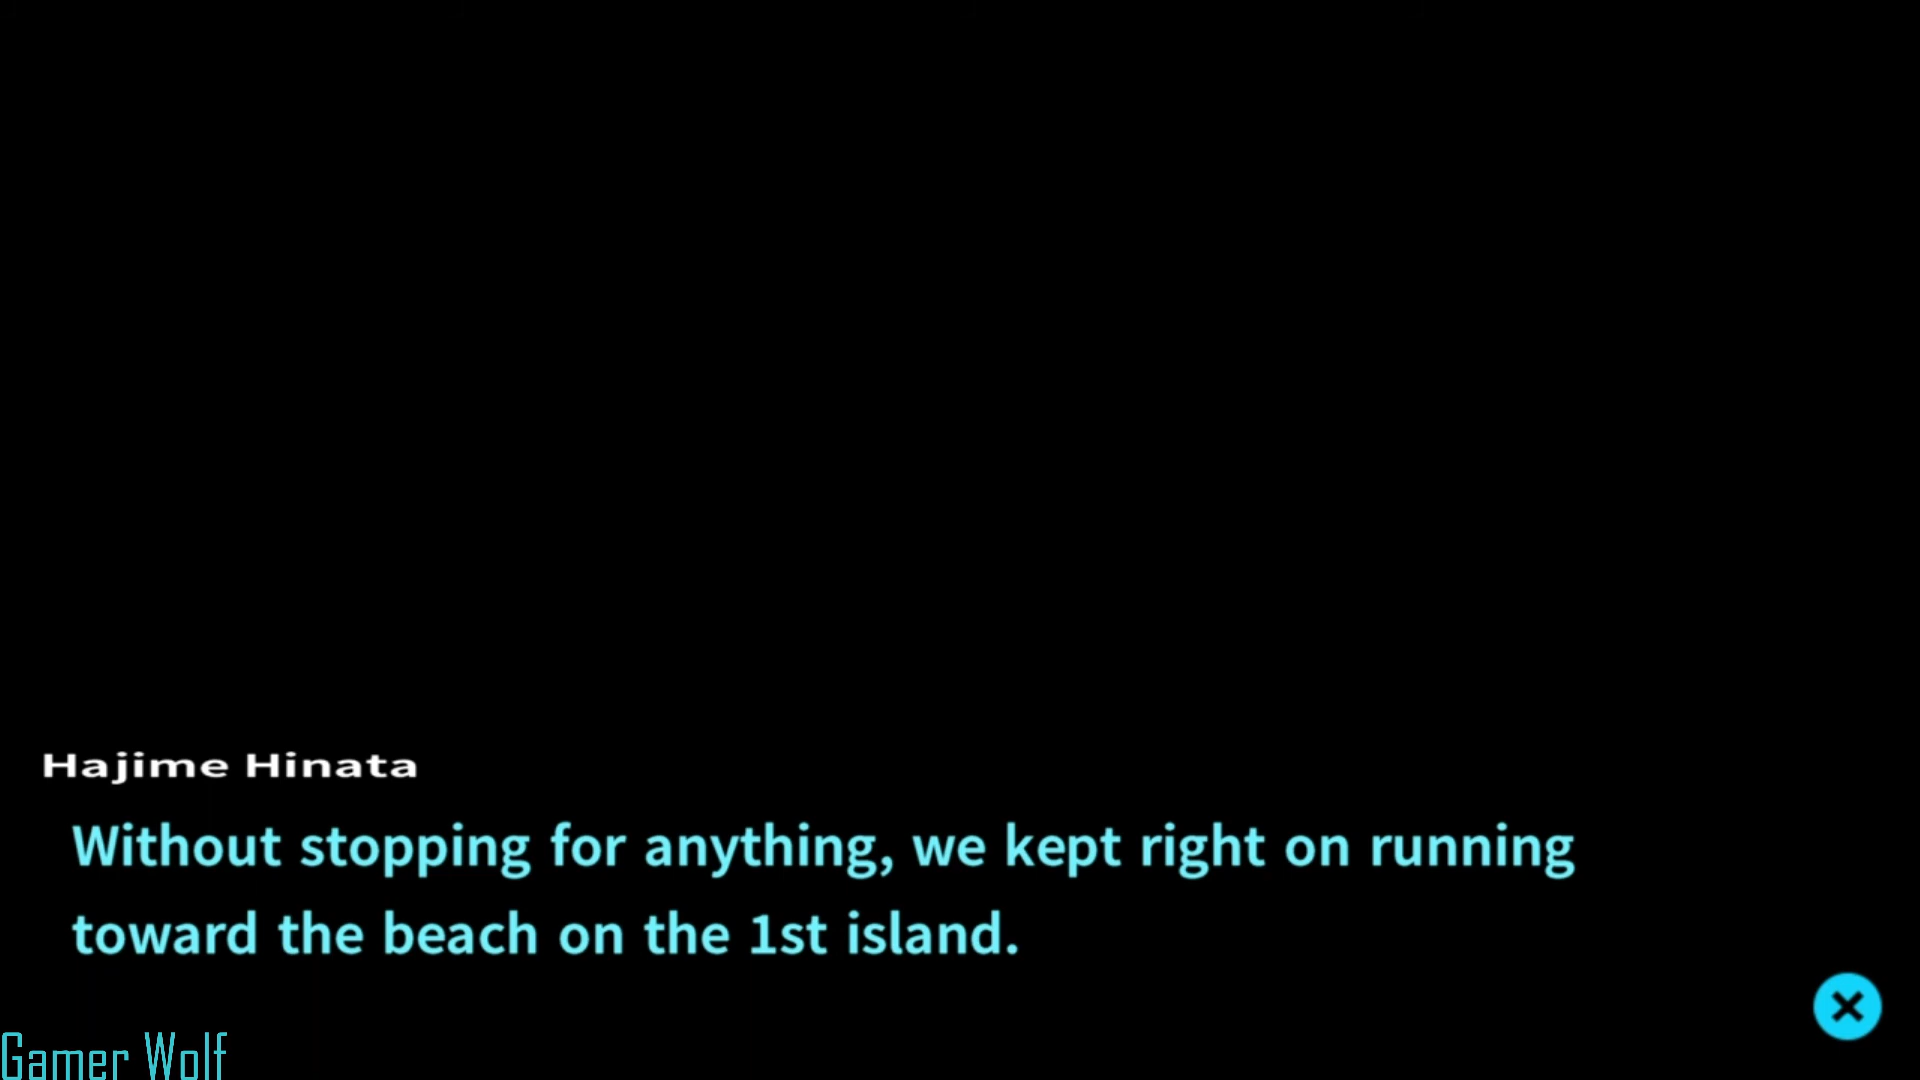 Hajime Hinata
Without stopping for anything, we kept right on running
toward the beach on the 1st island.
Gamer Wolf